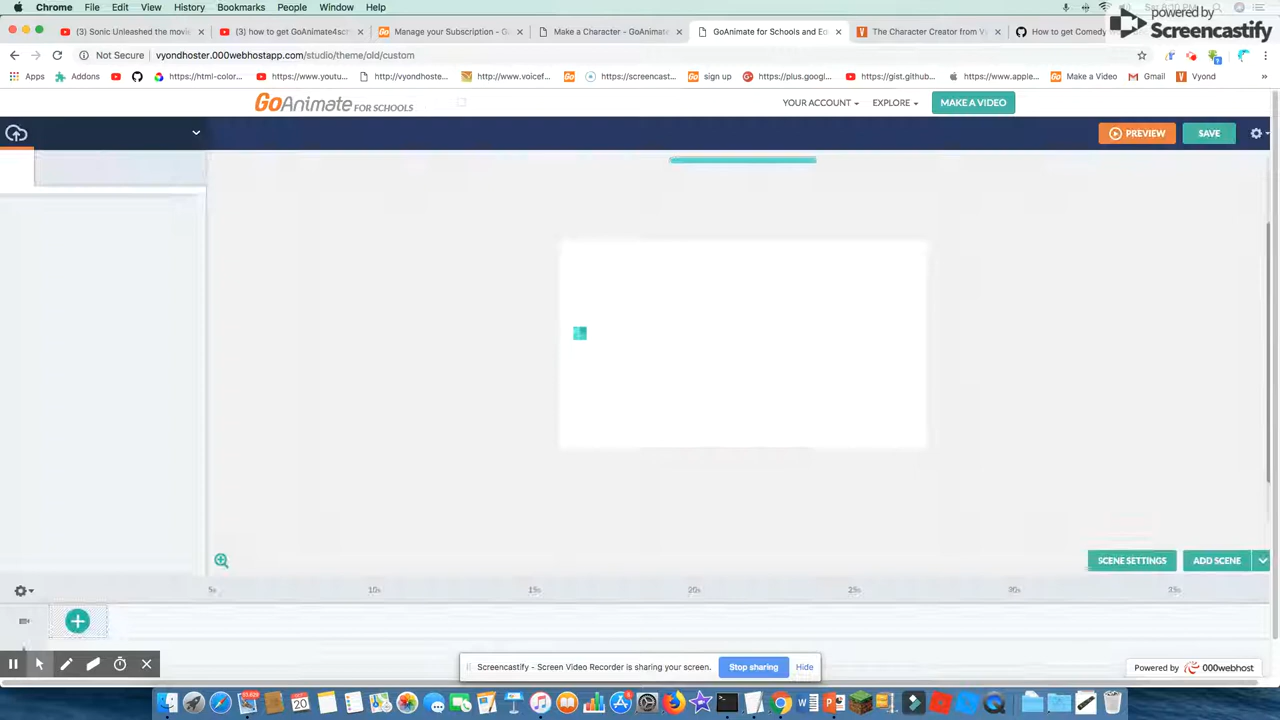 Chrome File Edit View History Bookmarks People Window Help
powered by
Screencastify
(3) Sonic Unleashed the movi
(3) how to get GoAnimate4sc
Manage your Subscription - G
a Character - GoAnimate
GoAnimate for Schools and Ed
The Character Creator from V
How to get Comedy
Not Secure vyondhoster.000webhostapp.com/studio/theme/old/custom
Apps Addons https://html-color... https://www.youtu... http://vyondhoste... http://www.voicef... https://screencast... sign up https://plus.googl... https://gist.github... https://www.apple... Make a Video Gmail Vyond
GoAnimate FOR SCHOOLS
YOUR ACCOUNT EXPLORE MAKE A VIDEO
PREVIEW SAVE
SCENE SETTINGS ADD SCENE
5s 10s 15s 20s 25s 30s 35s
Screencastify - Screen Video Recorder is sharing your screen. Stop sharing Hide
Powered by 000webhost